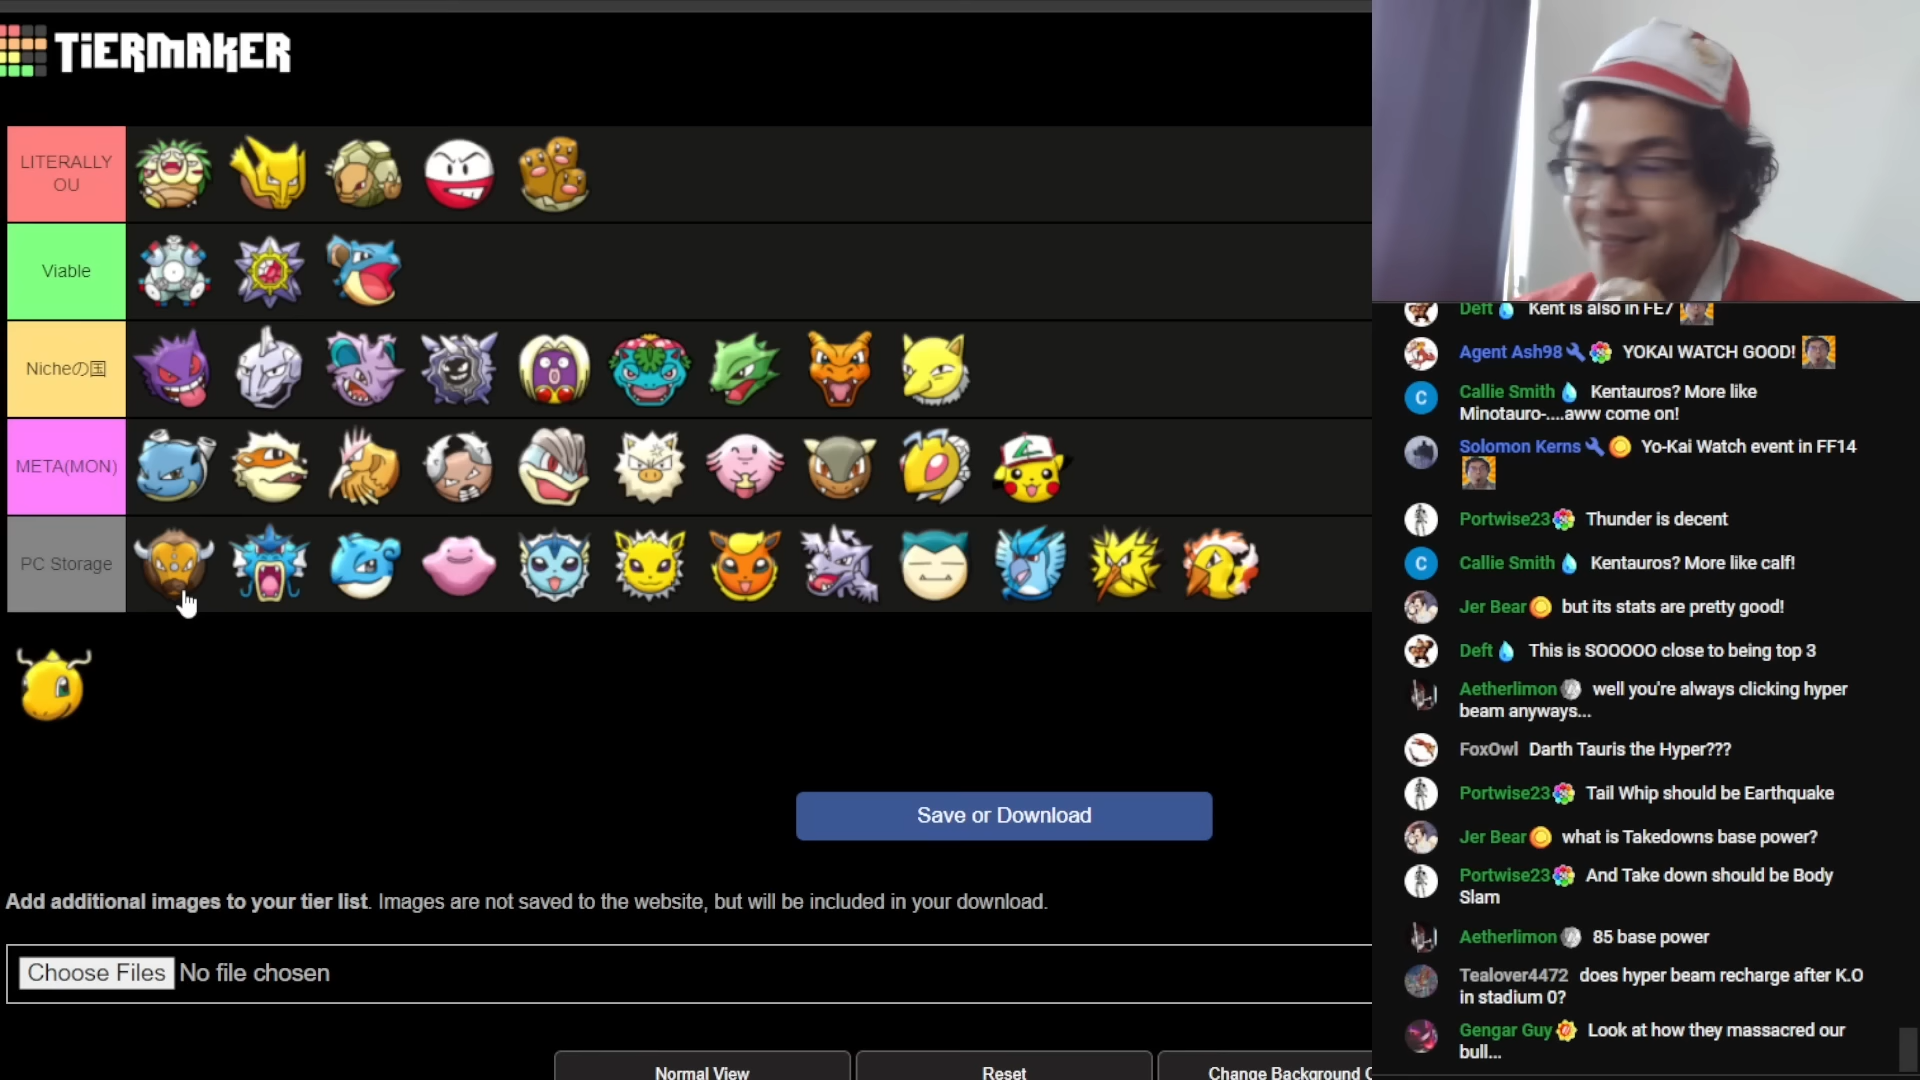 TiERMAKER
LITERALLY
OU
Viable
Nicheの国
META(MON)
PC Storage
Save or Download
Add additional images to your tier list. Images are not saved to the website, but will be included in your download.
Choose Files No file chosen
Normal View
Reset
Change Background C
Deft Kent is also in FE7
Agent Ash98 YOKAI WATCH GOOD!
Callie Smith Kentauros? More like
Minotauro-....aww come on!
Solomon Kerns Yo-Kai Watch event in FF14
Portwise23 Thunder is decent
C Callie Smith Kentauros? More like calf!
Jer Bear but its stats are pretty good!
Deft This is SOOOOO close to being top 3
Aetherlimon well you're always clicking hyper
beam anyways...
FoxOwl Darth Tauris the Hyper???
Portwise23 Tail Whip should be Earthquake
Jer Bear what is Takedowns base power?
Portwise23 And Take down should be Body
Slam
Aetherlimon 85 base power
Tealover4472 does hyper beam recharge after K.O
in stadium 0?
Gengar Guy Look at how they massacred our
bull...